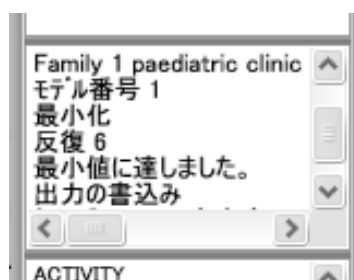 Family 1 paediatric clinic
ﾓﾃﾞﾙ番号 1
最小化
反復 6
最小値に達しました。
出力の書込み
ACTIVITY